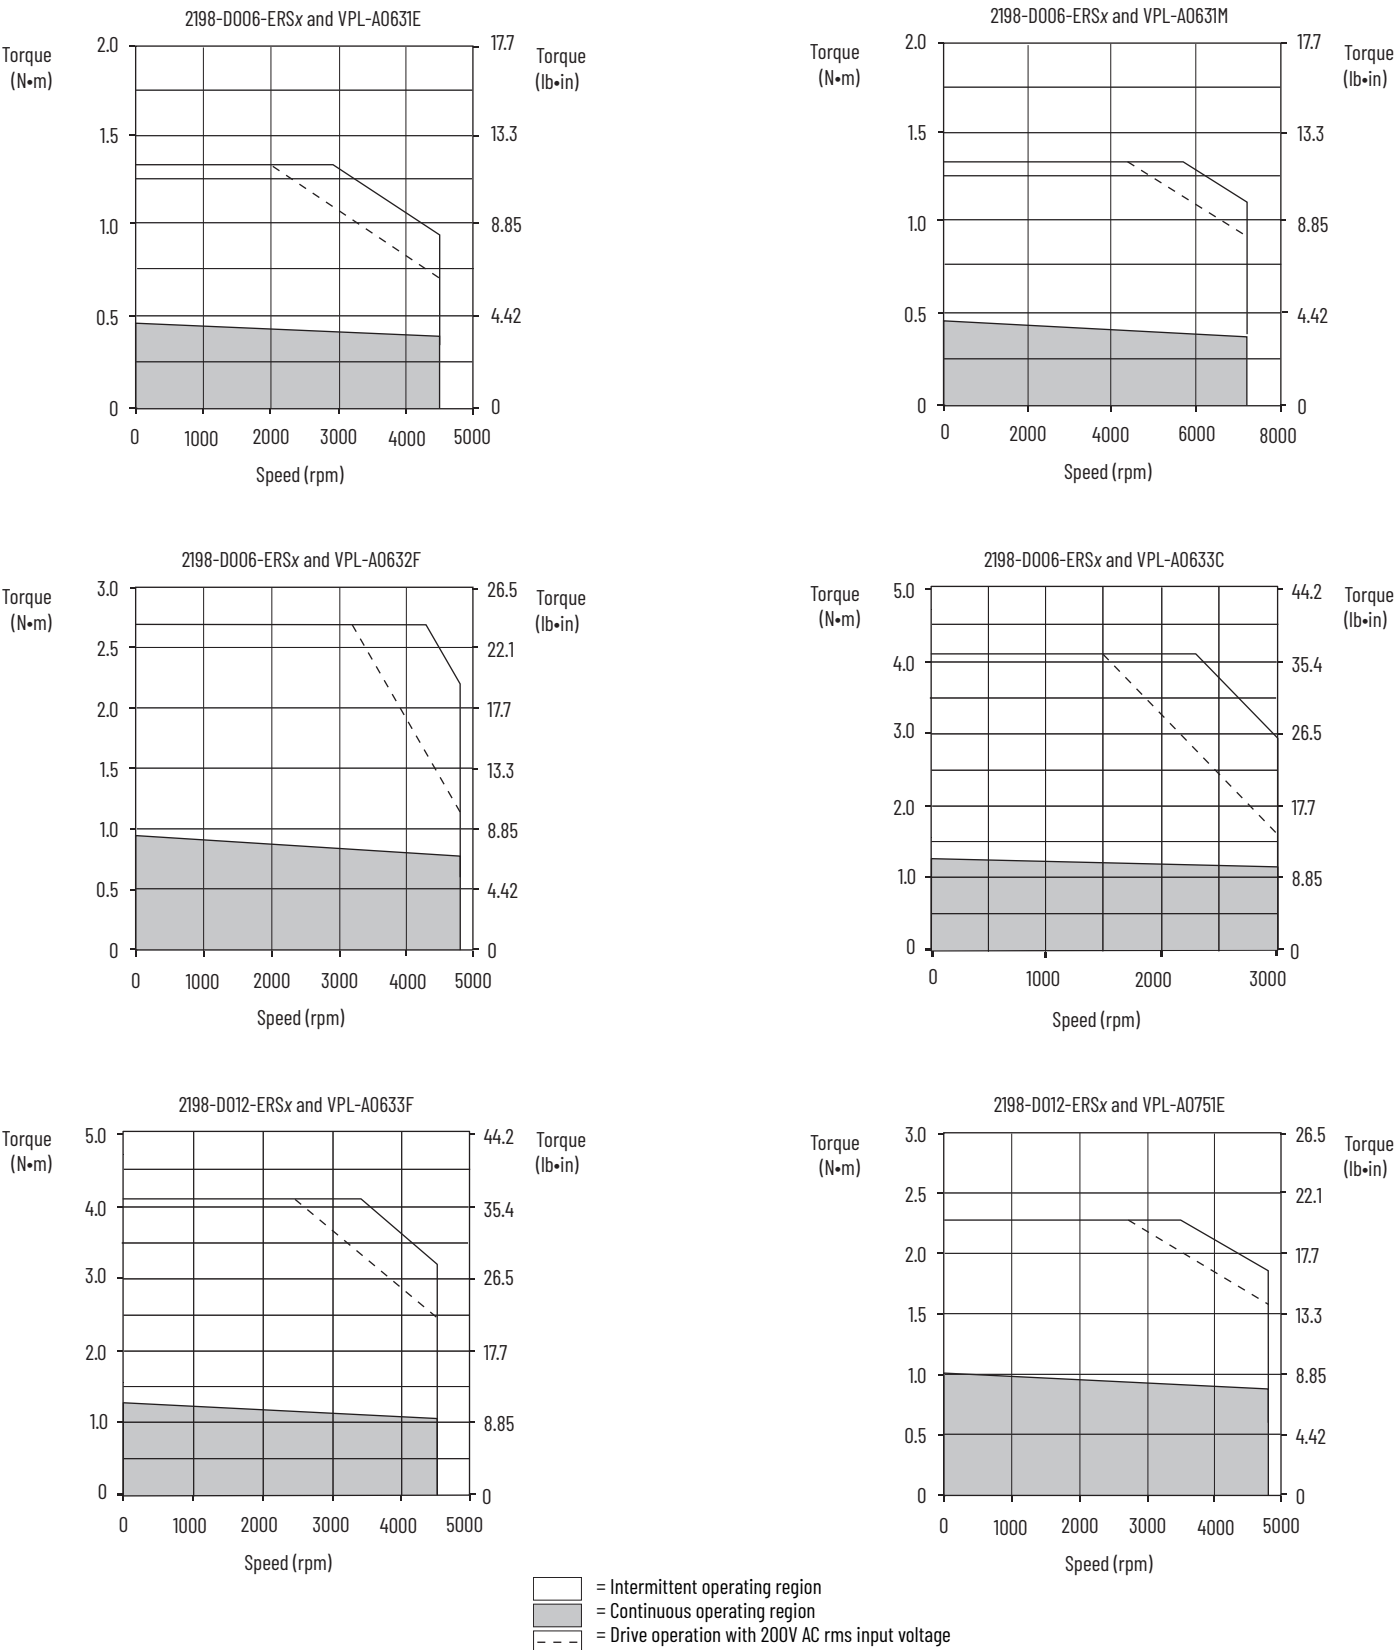 2198-D006-ERSx and VPL-A0631E
Torque
(N•m)
2.0
1.5
1.0
0.5
0
17.7
13.3
8.85
4.42
0
Torque
(lb•in)
0 1000 2000 3000 4000 5000
Speed (rpm)
2198-D006-ERSx and VPL-A0631M
Torque
(N•m)
2.0
1.5
1.0
0.5
0
17.7
13.3
8.85
4.42
0
Torque
(lb•in)
0 2000 4000 6000 8000
Speed (rpm)
2198-D006-ERSx and VPL-A0632F
Torque
(N•m)
3.0
2.5
2.0
1.5
1.0
0.5
0
26.5
22.1
17.7
13.3
8.85
4.42
0
Torque
(lb•in)
0 1000 2000 3000 4000 5000
Speed (rpm)
2198-D006-ERSx and VPL-A0633C
Torque
(N•m)
5.0
4.0
3.0
2.0
1.0
0
44.2
35.4
26.5
17.7
8.85
0
Torque
(lb•in)
0 1000 2000 3000
Speed (rpm)
2198-D012-ERSx and VPL-A0633F
Torque
(N•m)
5.0
4.0
3.0
2.0
1.0
0
44.2
35.4
26.5
17.7
8.85
0
Torque
(lb•in)
0 1000 2000 3000 4000 5000
Speed (rpm)
2198-D012-ERSx and VPL-A0751E
Torque
(N•m)
3.0
2.5
2.0
1.5
1.0
0.5
0
26.5
22.1
17.7
13.3
8.85
4.42
0
Torque
(lb•in)
0 1000 2000 3000 4000 5000
Speed (rpm)
= Intermittent operating region
= Continuous operating region
= Drive operation with 200V AC rms input voltage